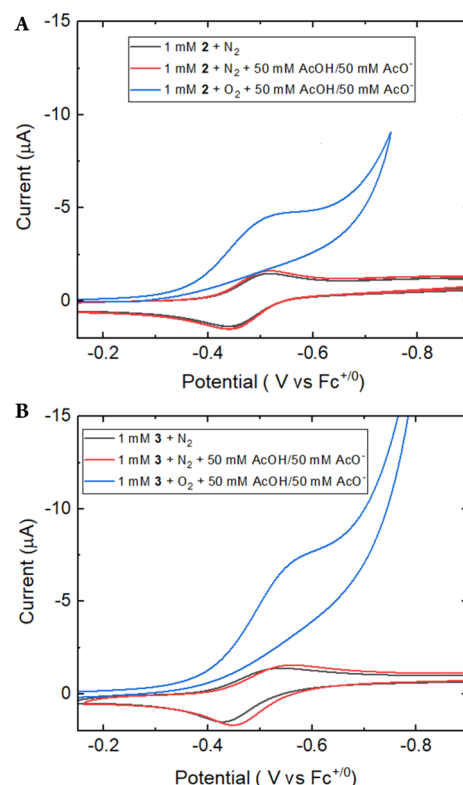 A
-15
1 mM 2 + N₂
1 mM 2 + N₂ + 50 mM AcOH/50 mM AcO⁻
1 mM 2 + O₂ + 50 mM AcOH/50 mM AcO⁻
-10
-5
0
Current (μA)
-0.2 -0.4 -0.6 -0.8
Potential ( V vs Fc⁺/⁰)
B
-15
1 mM 3 + N₂
1 mM 3 + N₂ + 50 mM AcOH/50 mM AcO⁻
1 mM 3 + O₂ + 50 mM AcOH/50 mM AcO⁻
-10
-5
0
Current (μA)
-0.2 -0.4 -0.6 -0.8
Potential ( V vs Fc⁺/⁰)